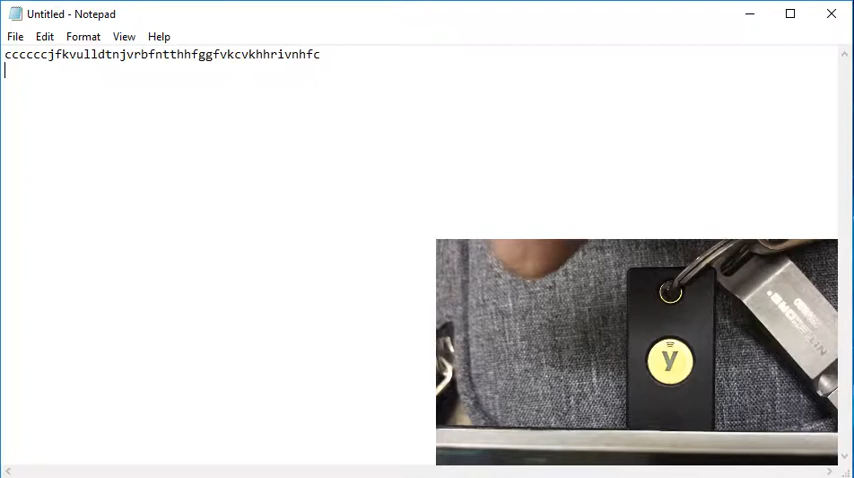 Untitled - Notepad
File Edit Format View Help
ccccccjfkvulldtnjvrbfntthhfggfvkcvkhhrivnhfc
y